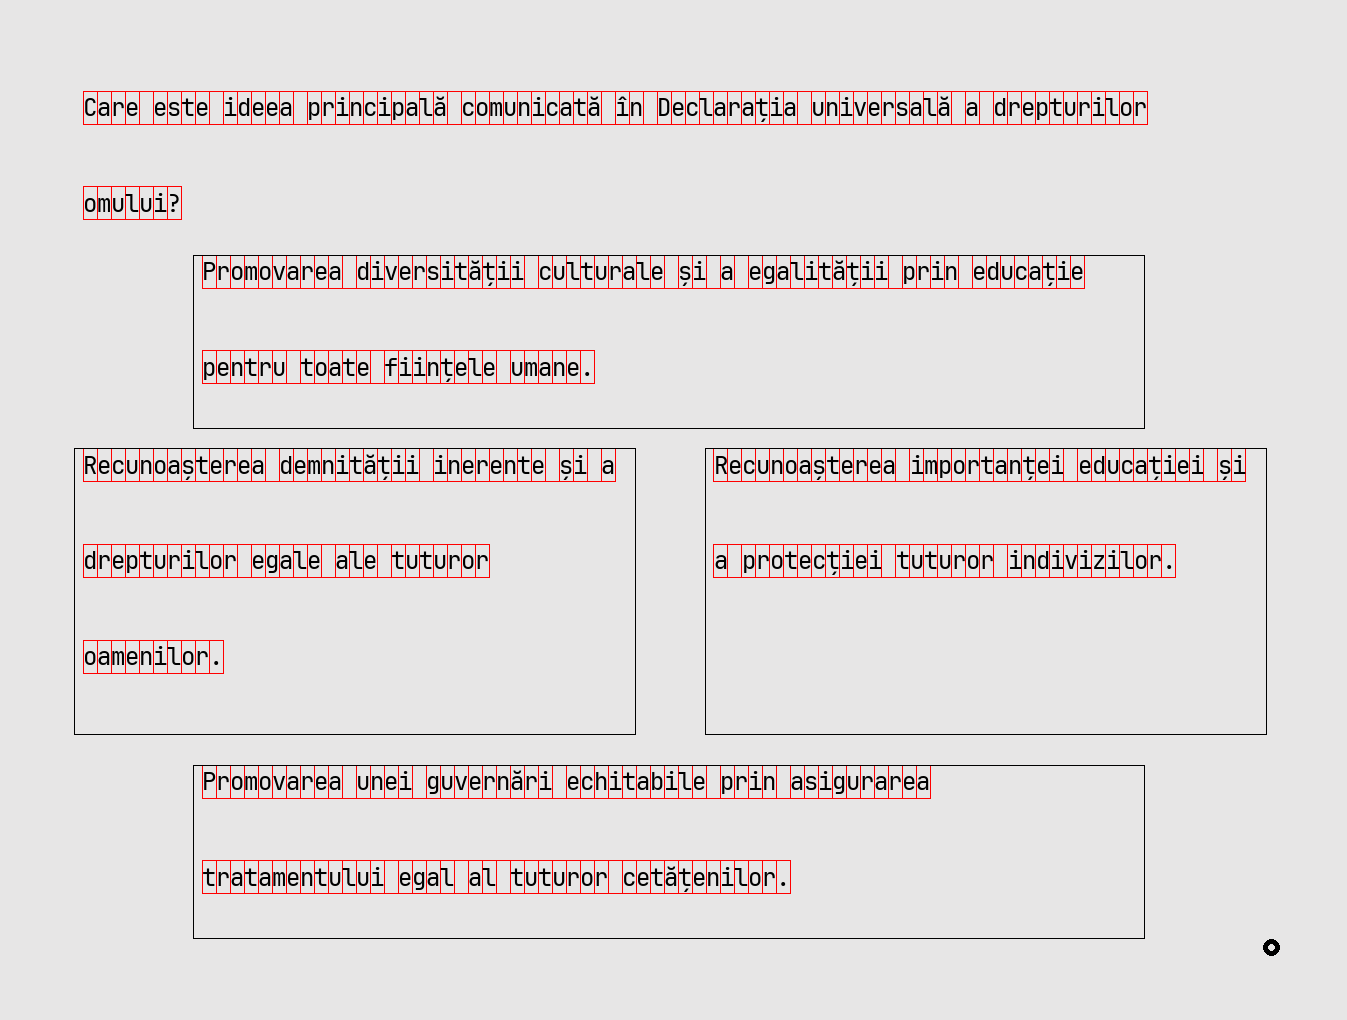 Care este ideea principală comunicată în Declarația universală a drepturilor
omului?
Promovarea diversității culturale și a egalității prin educație
pentru toate ființele umane.
Recunoașterea demnității inerente și a
drepturilor egale ale tuturor
oamenilor.
Recunoașterea importanței educației și
a protecției tuturor indivizilor.
Promovarea unei guvernări echitabile prin asigurarea
tratamentului egal al tuturor cetățenilor.